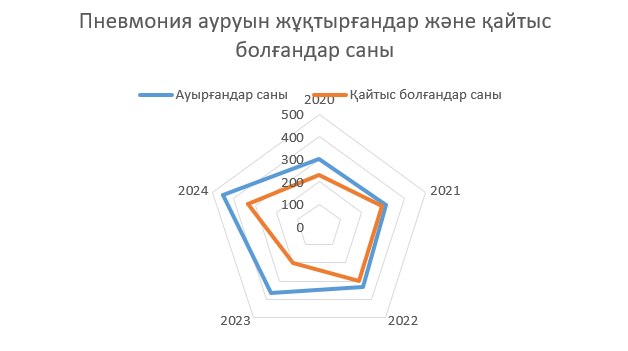 Пневмония ауруын жұқтырғандар және қайтыс
болғандар саны
Ауырғандар саны
Қайтыс болғандар саны
2020
500
400
300
200
100
0
2021
2022
2023
2024